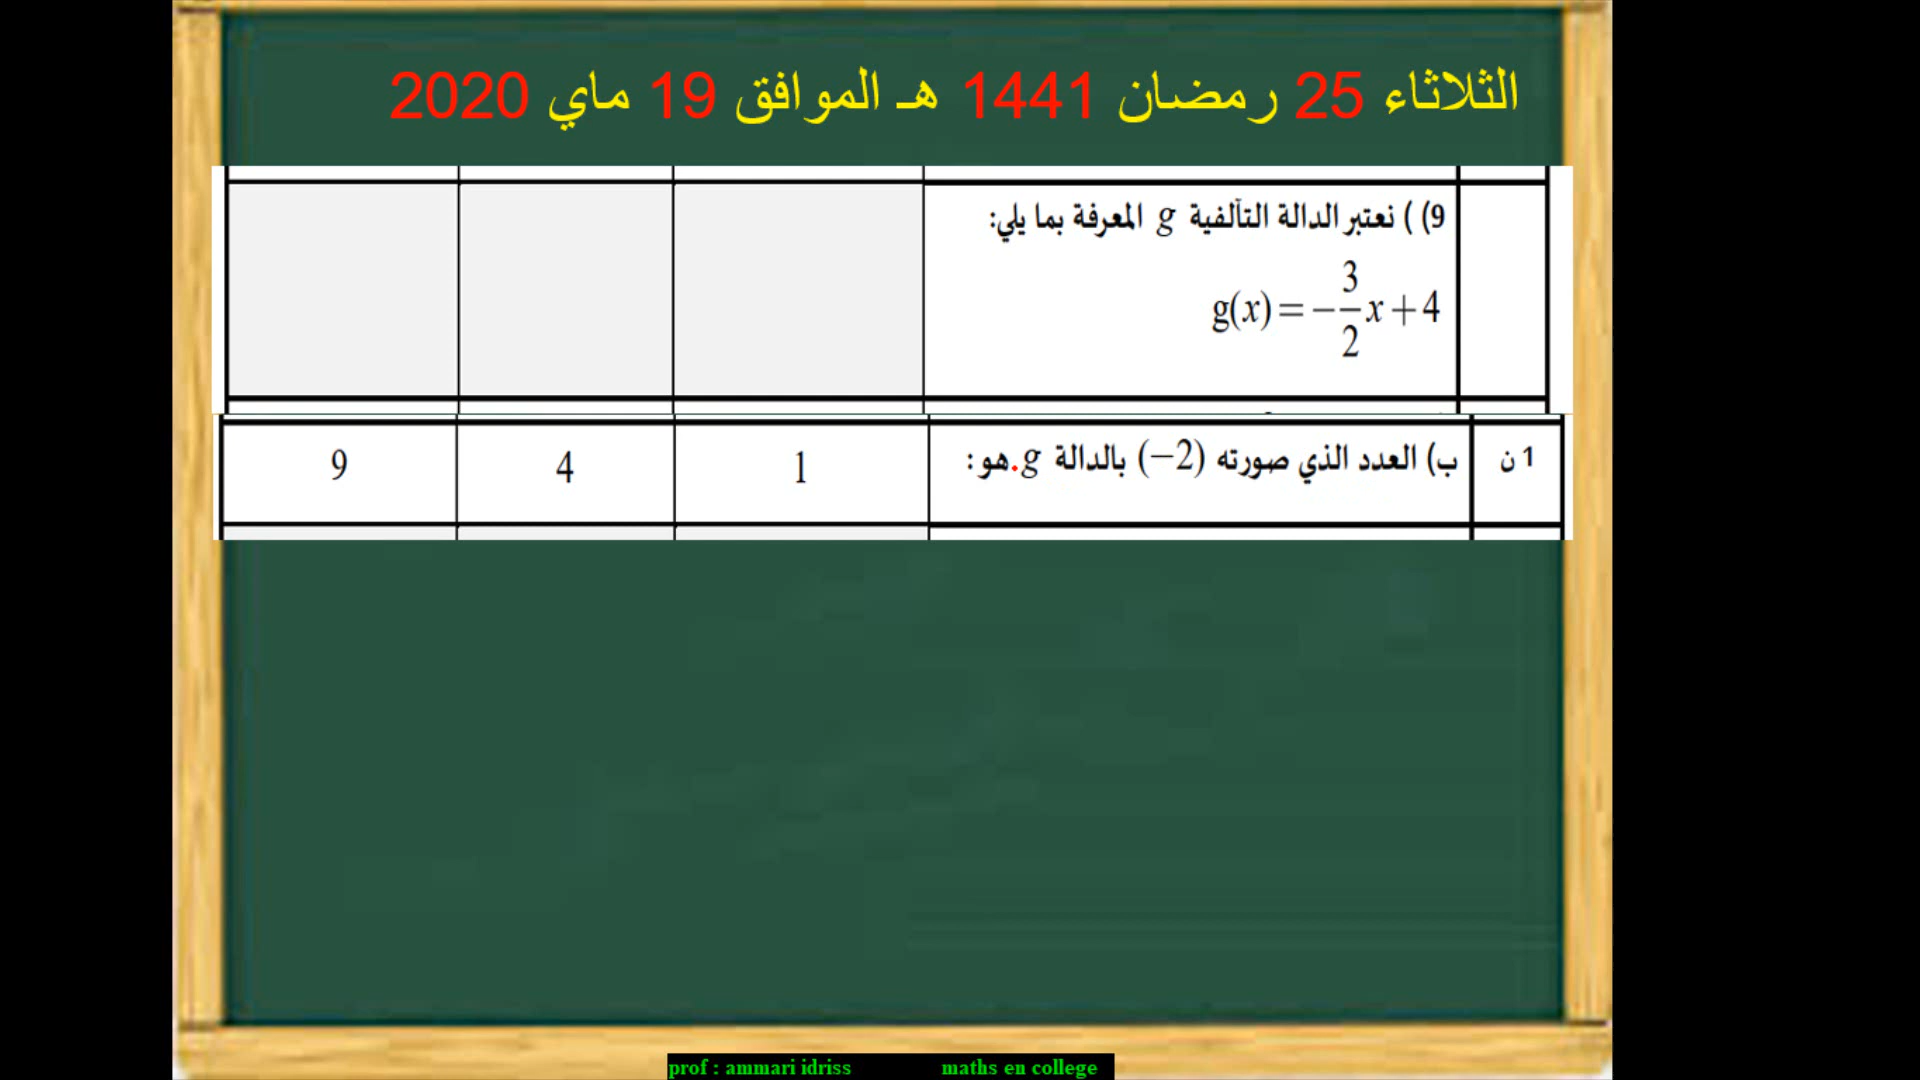 الثلاثاء 25 رمضان 1441 هـ الموافق 19 ماي 2020
9) ) نعتبر الدالة التآلفية g المعرفة بما يلي:
g(x)=-3/2x+4
1 ن ب) العدد الذي صورته (-2) بالدالة g.هو: 1 4 9
prof : ammari idriss maths en college